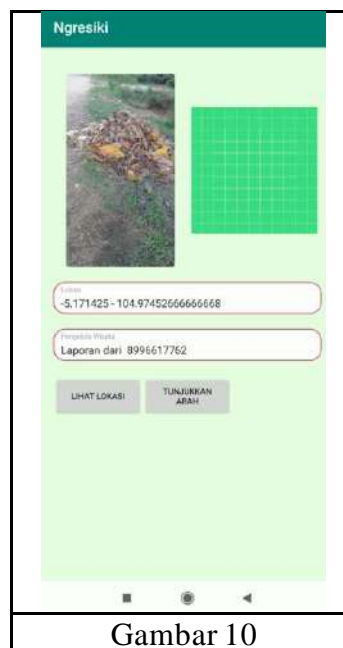 Ngresiki
Lokasi
-5.171425 - 104.97452666666668
Pengelola Wisata
Laporan dari 8996617762
LIHAT LOKASI
TUNJUKKAN
ARAH
Gambar 10